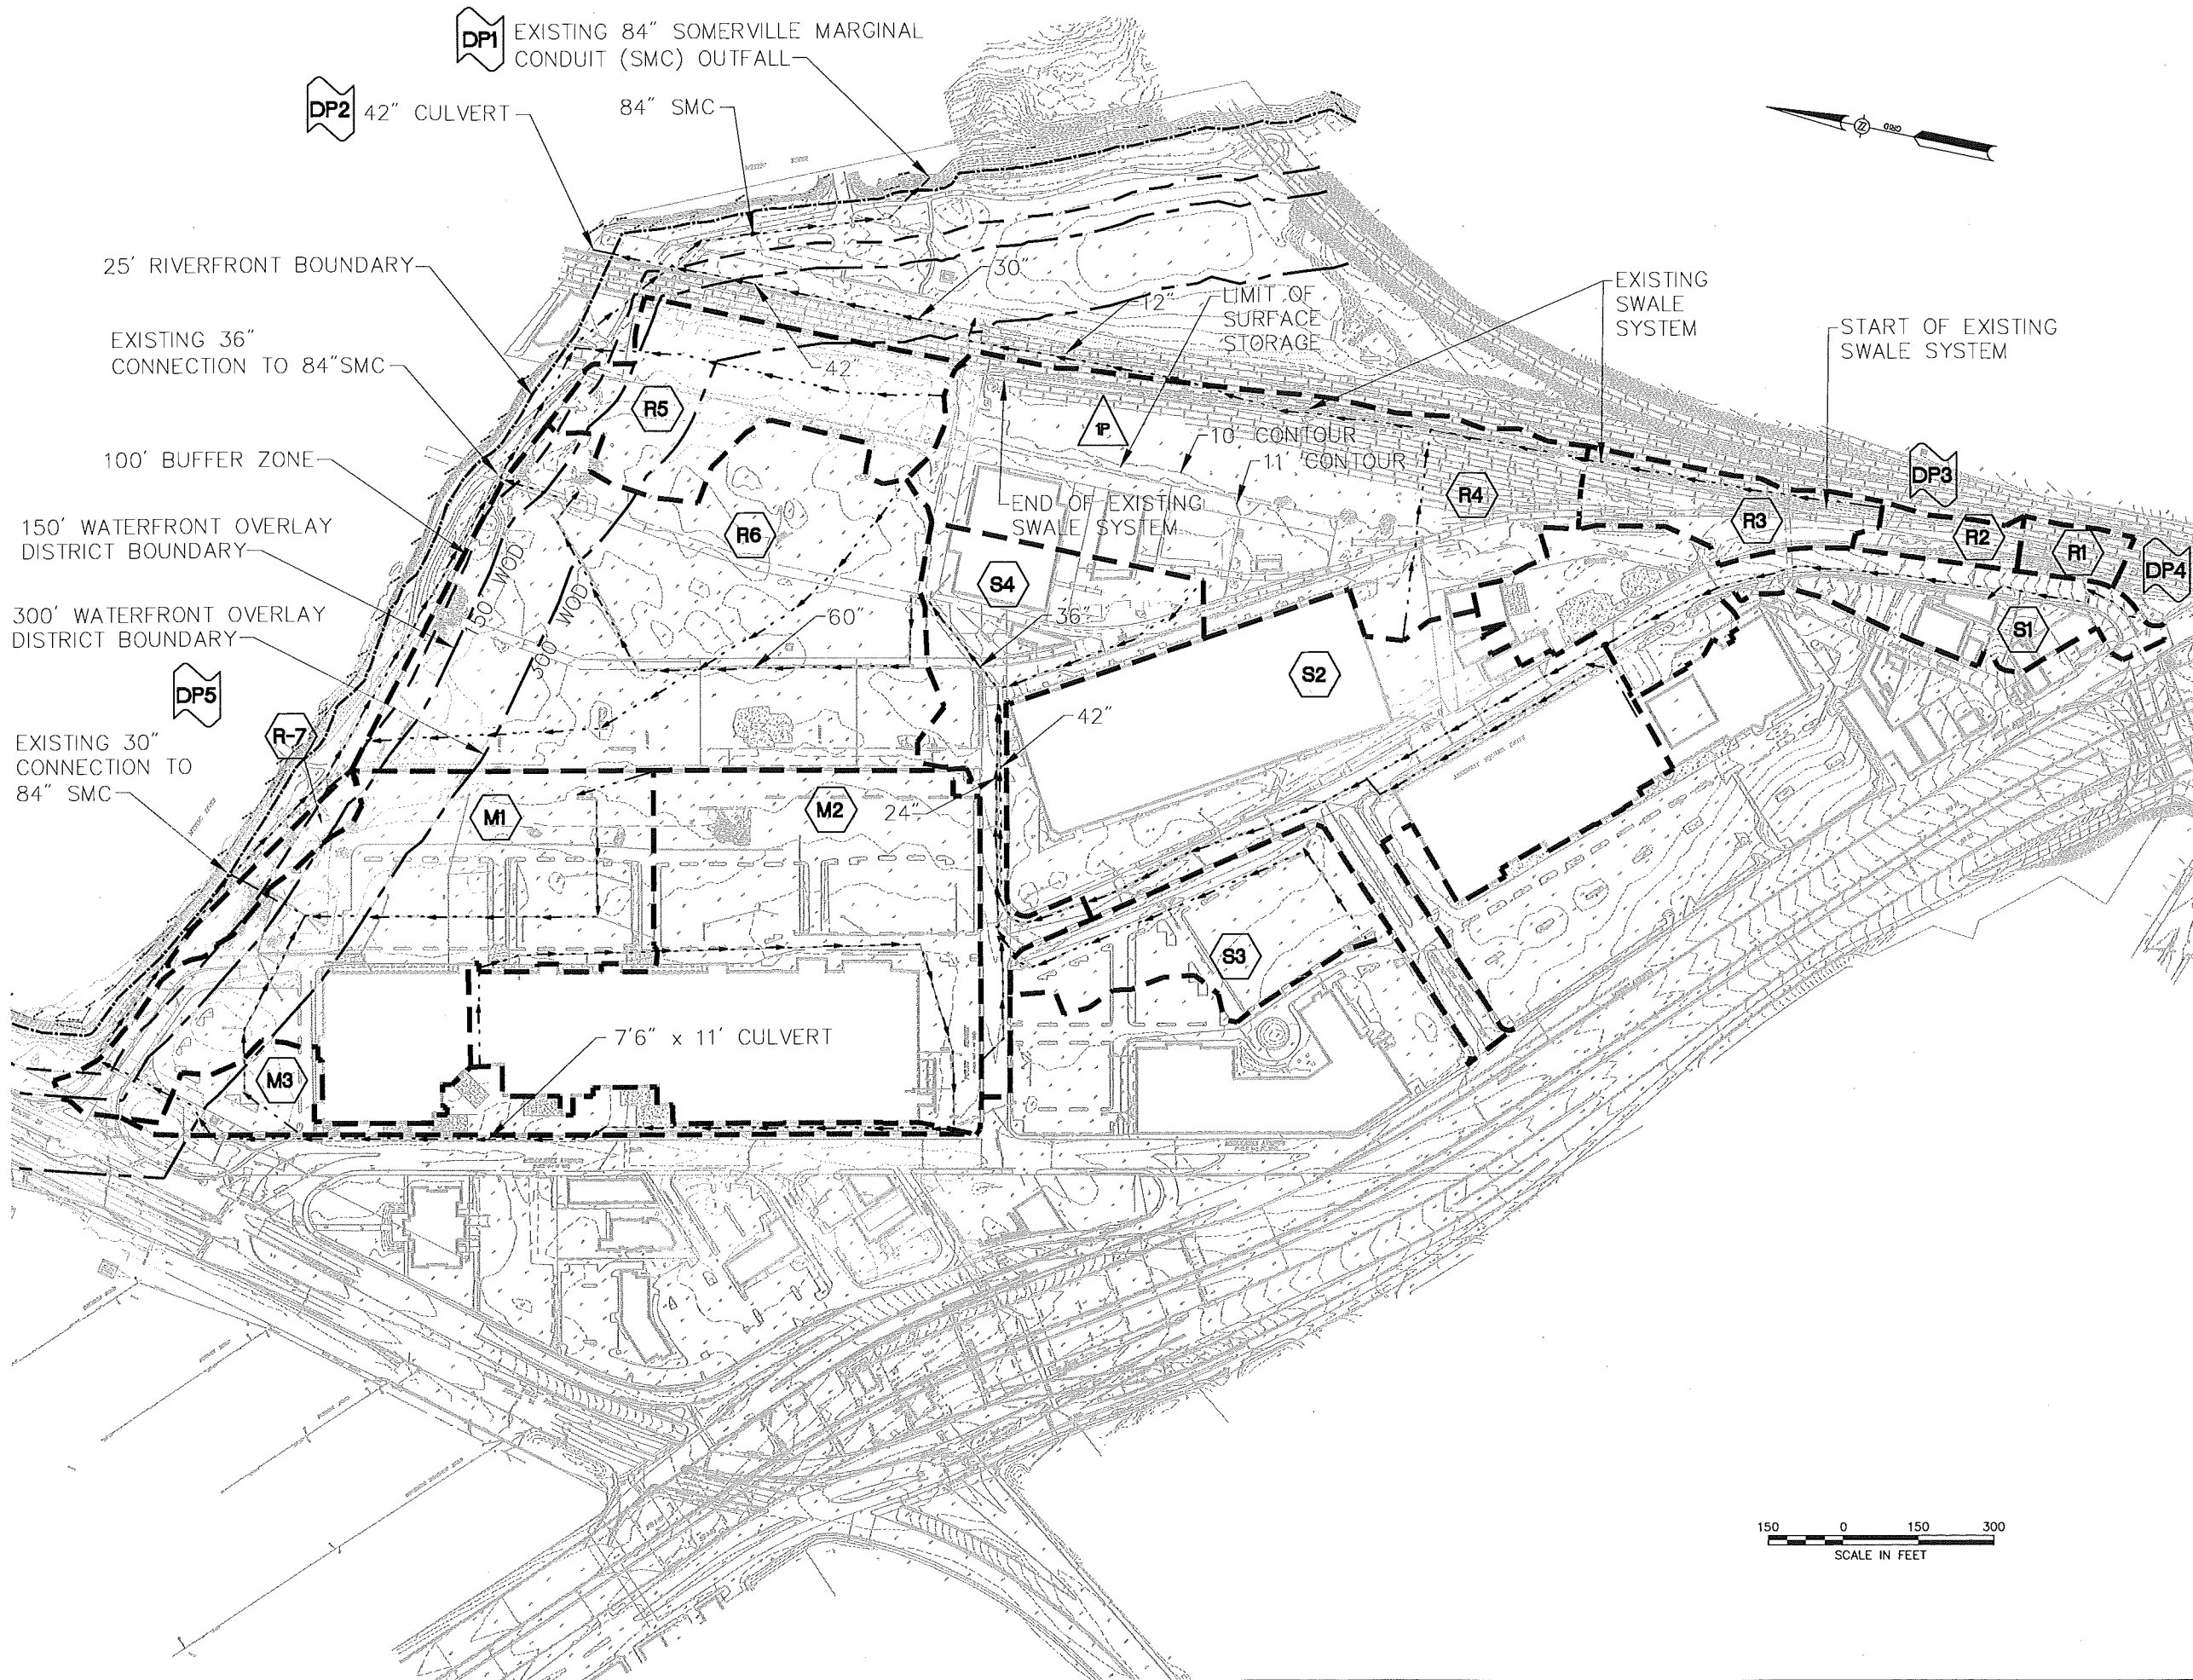 DP1
EXISTING 84" SOMERVILLE MARGINAL
CONDUIT (SMC) OUTFALL
DP2
42" CULVERT
84" SMC
GRID
25' RIVERFRONT BOUNDARY
30"
EXISTING
SWALE
SYSTEM
12"
LIMIT OF
SURFACE
STORAGE
START OF EXISTING
SWALE SYSTEM
EXISTING 36"
CONNECTION TO 84"SMC
42"
R5
1P
10' CONTOUR
11' CONTOUR
100' BUFFER ZONE
END OF EXISTING
SWALE SYSTEM
R4
DP3
R3
R2
R1
DP4
150' WATERFRONT OVERLAY
DISTRICT BOUNDARY
R6
S4
150 WOD
300' WOD
300' WATERFRONT OVERLAY
DISTRICT BOUNDARY
60"
36"
S1
S2
DP5
R-7
42"
EXISTING 30"
CONNECTION TO
84" SMC
M1
M2
24"
S3
7'6" x 11' CULVERT
M3
150 0 150 300
SCALE IN FEET